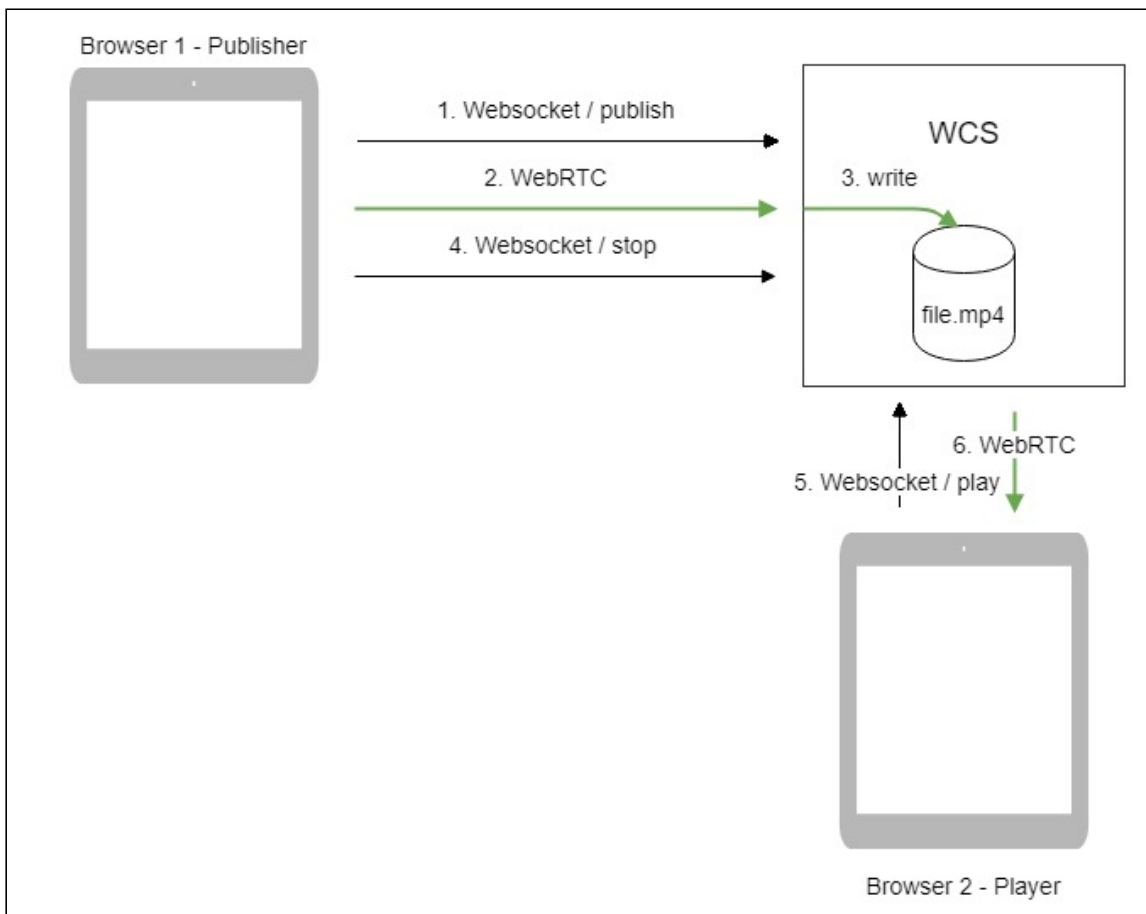 Browser 1 - Publisher
1. Websocket / publish
WCS
2. WebRTC
3. write
4. Websocket / stop
file.mp4
6. WebRTC
5. Websocket / play
Browser 2 - Player